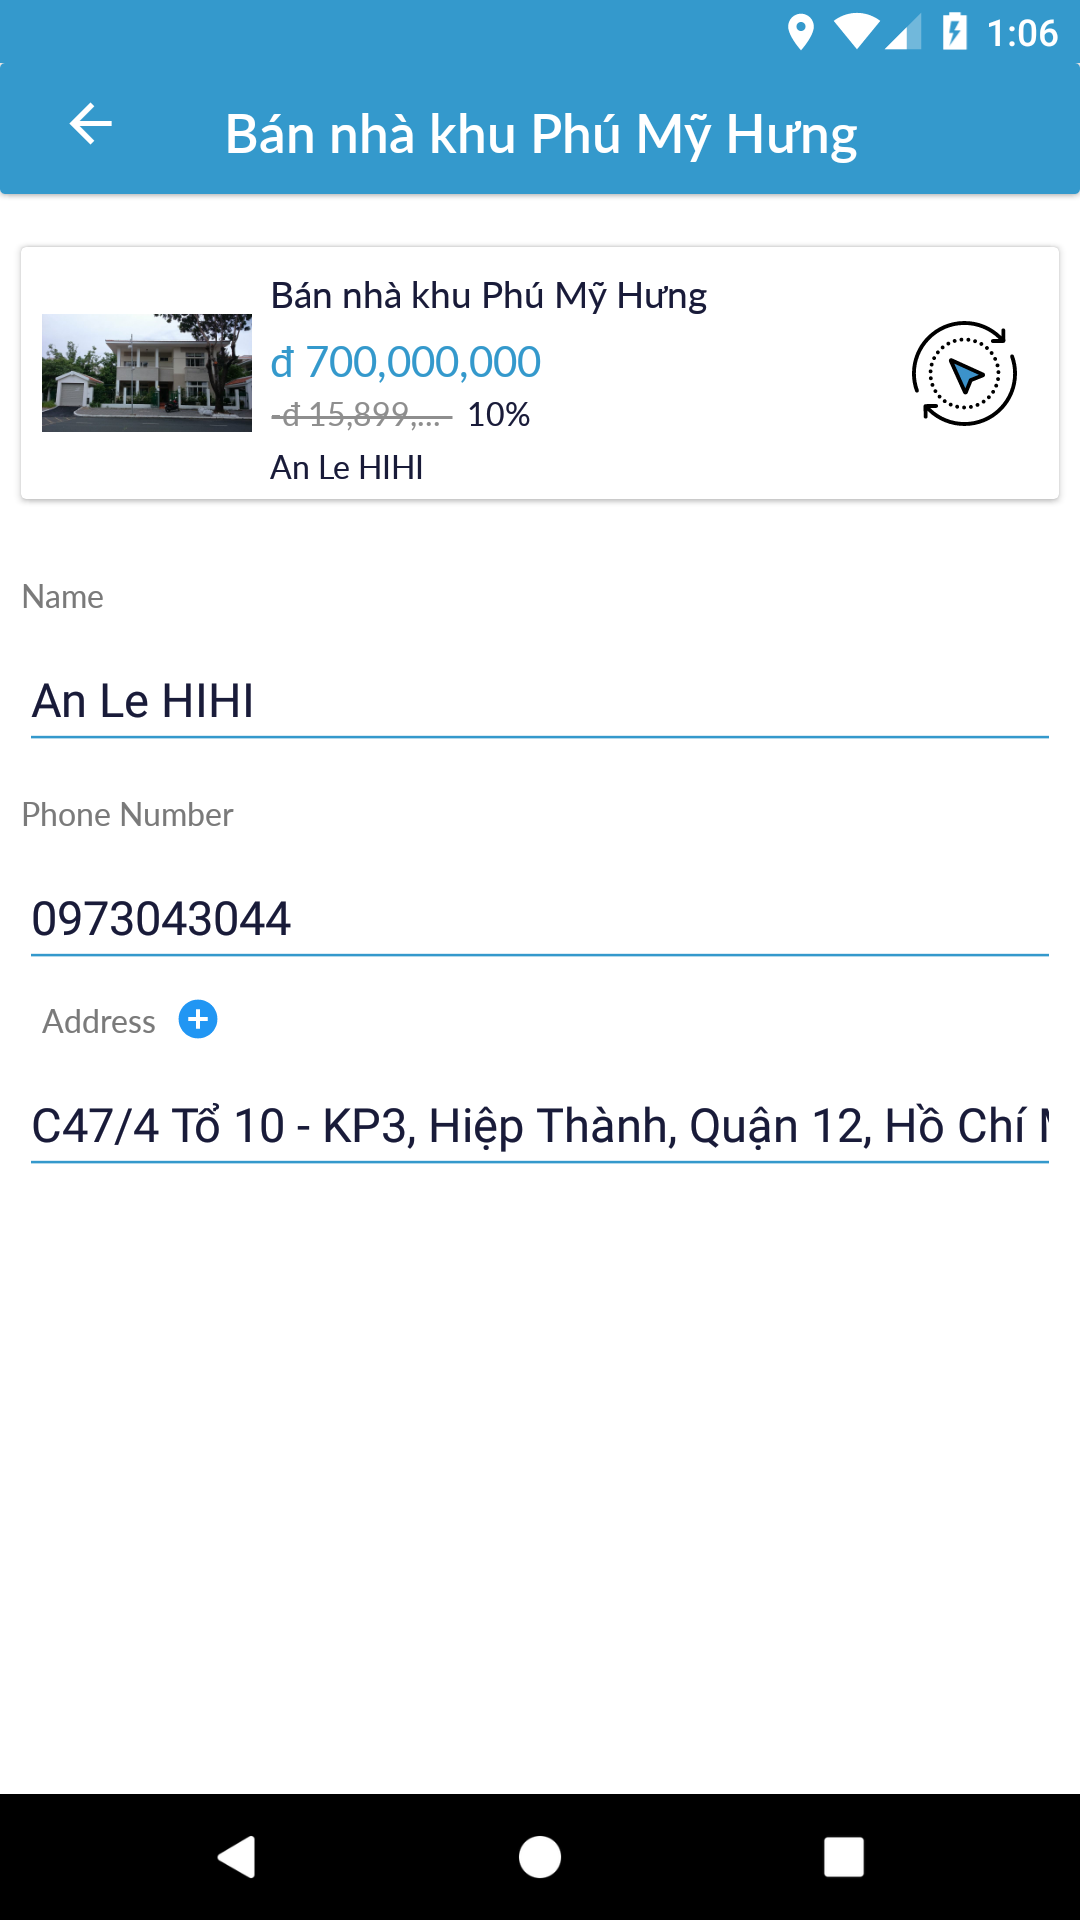 1:06
Bán nhà khu Phú Mỹ Hưng
Bán nhà khu Phú Mỹ Hưng
đ 700,000,000
đ 15,899,... 10%
An Le HIHI
Name
An Le HIHI
Phone Number
0973043044
Address
C47/4 Tổ 10 - KP3, Hiệp Thành, Quận 12, Hồ Chí